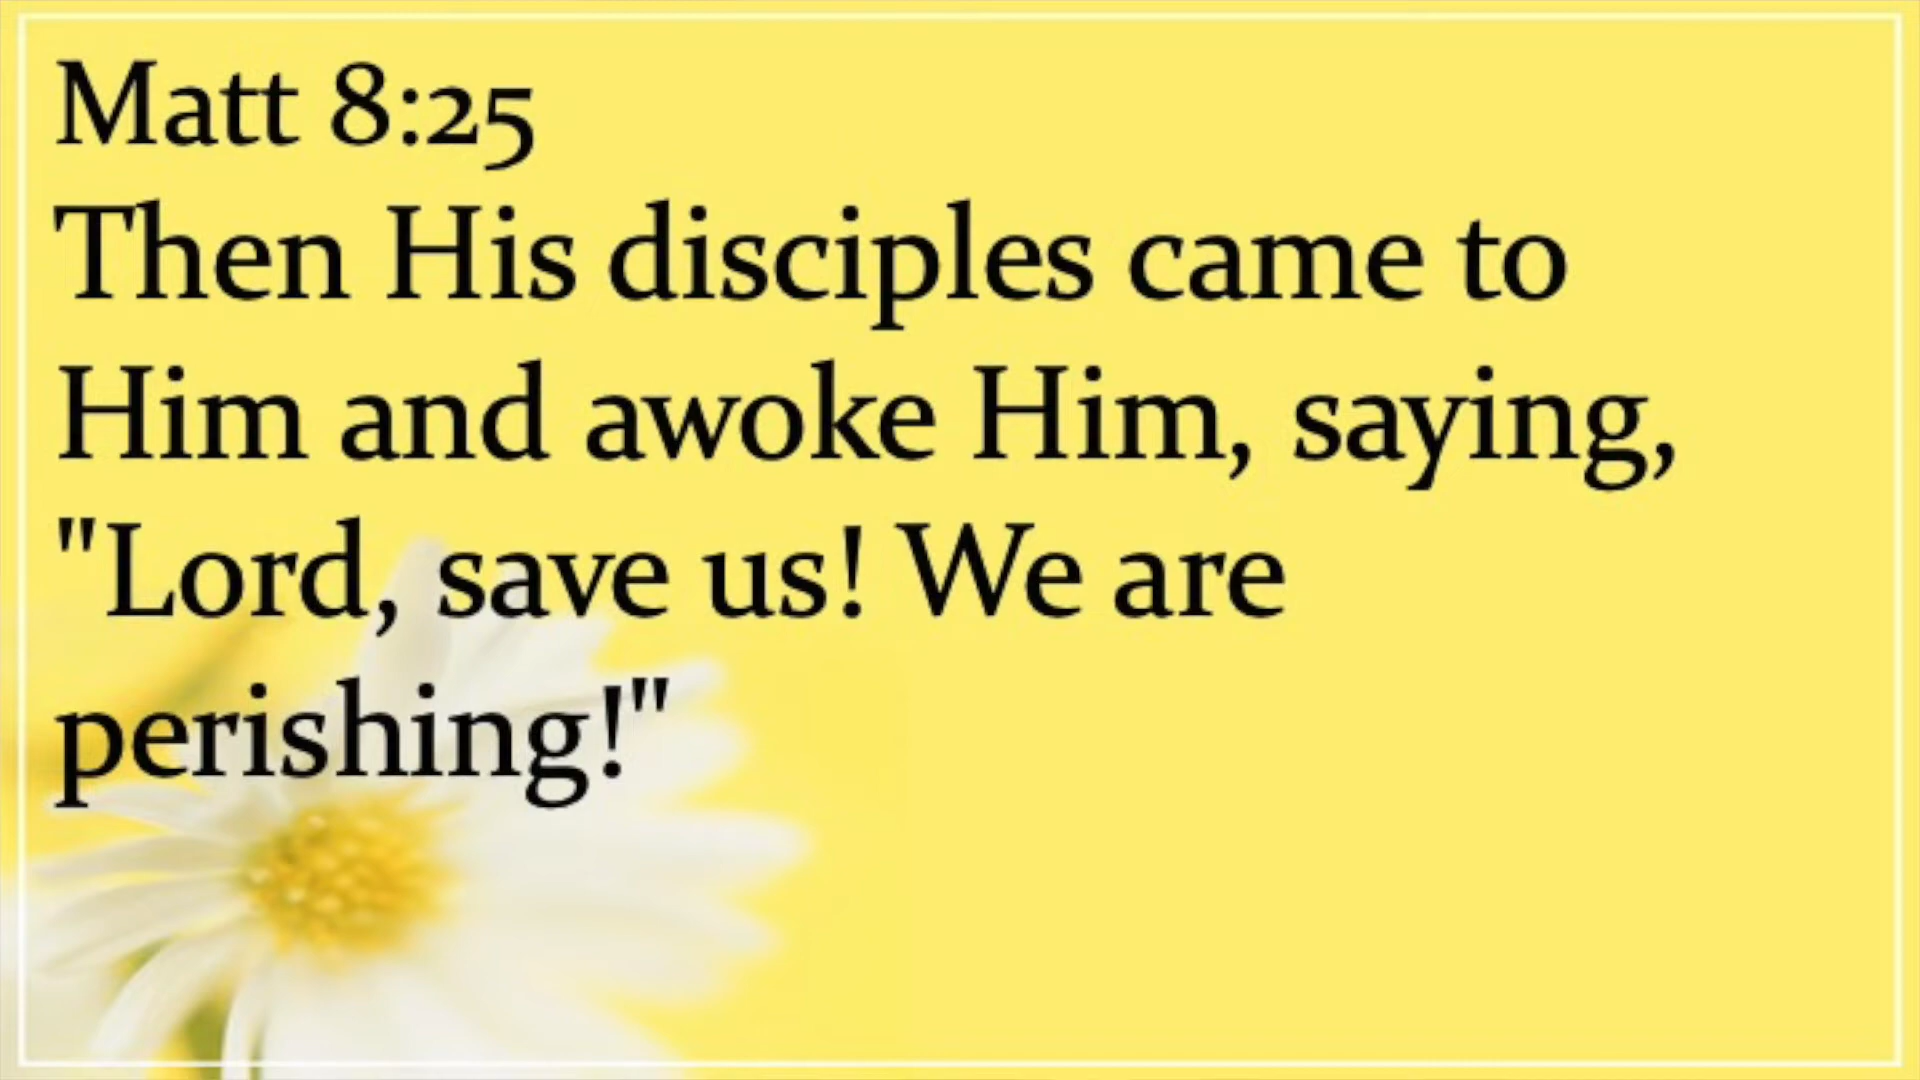 Matt 8:25
Then His disciples came to
Him and awoke Him, saying,
"Lord, save us! We are
perishing!"